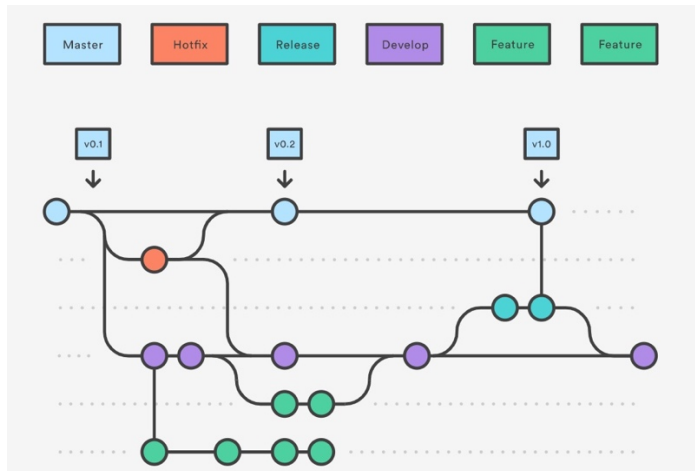 Master
Hotfix
Release
Develop
Feature
Feature
v0.1
v0.2
v1.0